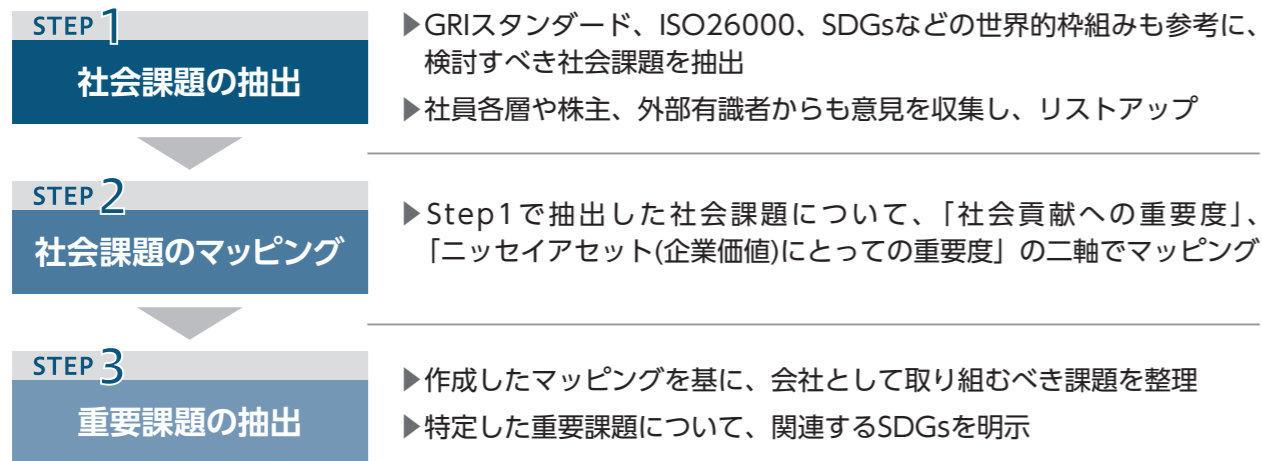 STEP 1
社会課題の抽出
▶GRIスタンダード、ISO26000、SDGsなどの世界的枠組みも参考に、
検討すべき社会課題を抽出
▶社員各層や株主、外部有識者からも意見を収集し、リストアップ
STEP 2
社会課題のマッピング
▶Step1で抽出した社会課題について、「社会貢献への重要度」、
「ニッセイアセット(企業価値)にとっての重要度」の二軸でマッピング
STEP 3
重要課題の抽出
▶作成したマッピングを基に、会社として取り組むべき課題を整理
▶特定した重要課題について、関連するSDGsを明示